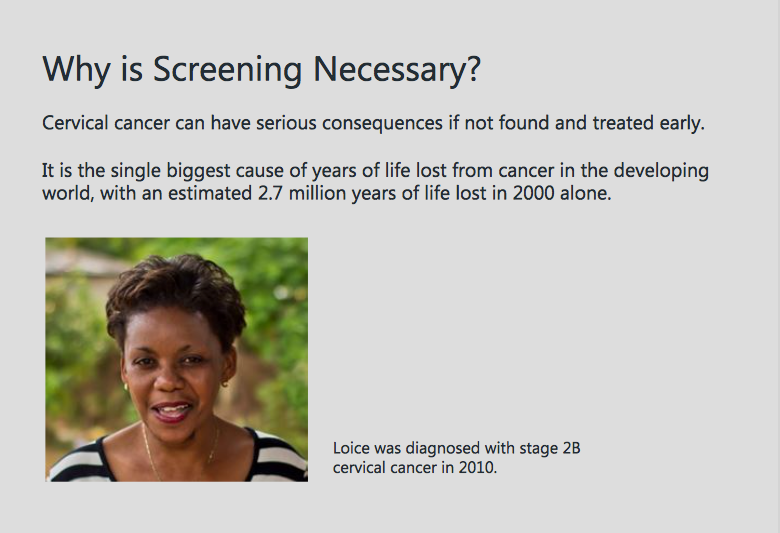 Why is Screening Necessary?
Cervical cancer can have serious consequences if not found and treated early.
It is the single biggest cause of years of life lost from cancer in the developing
world, with an estimated 2.7 million years of life lost in 2000 alone.
Loice was diagnosed with stage 2B
cervical cancer in 2010.